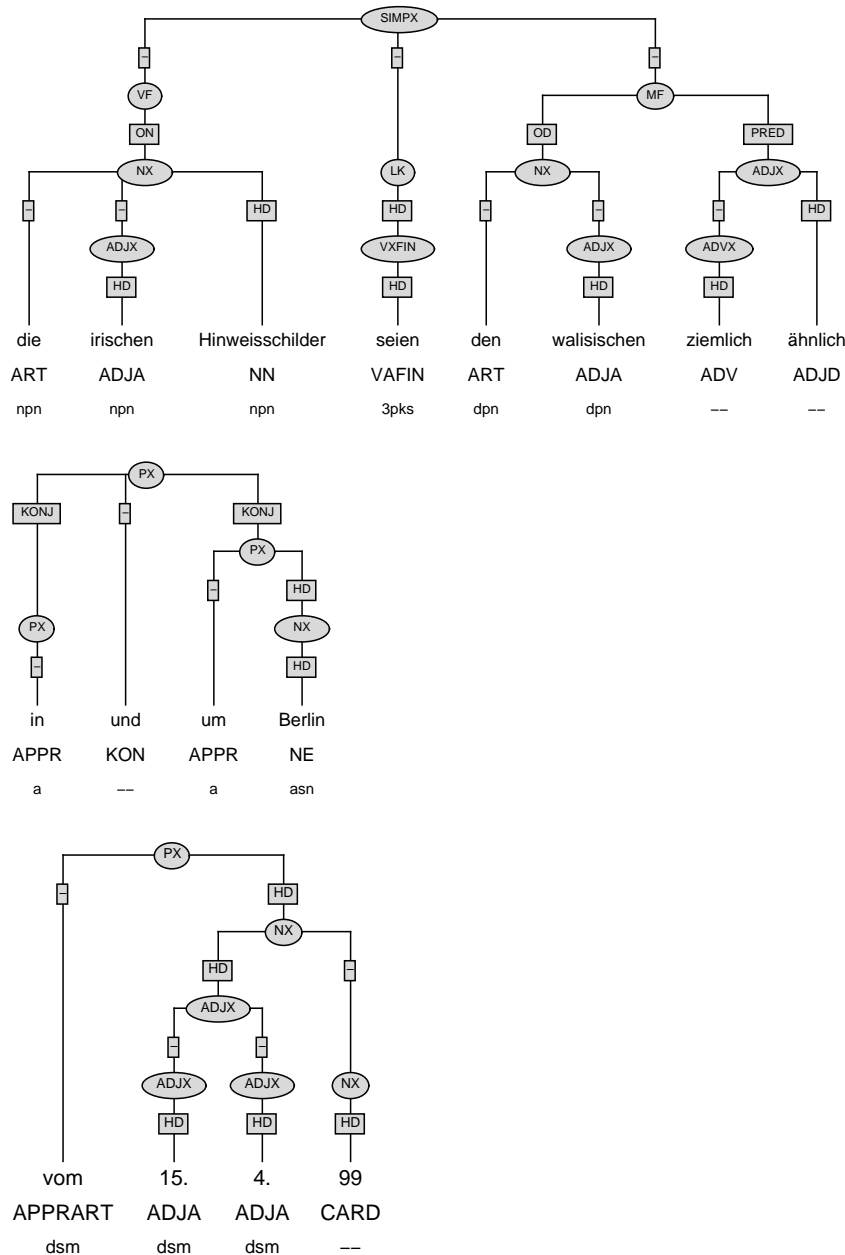 SIMPX
– – –
VF MF
ON OD PRED
NX LK NX ADJX
– – HD HD – – – HD
ADJX VXFIN ADJX ADVX
HD HD HD HD
die irischen Hinweisschilder seien den walisischen ziemlich ähnlich
ART ADJA NN VAFIN ART ADJA ADV ADJD
npn npn npn 3pks dpn dpn –– ––
PX
KONJ – KONJ
PX
– HD
PX NX
– HD
in und um Berlin
APPR KON APPR NE
a –– a asn
PX
– HD
NX
HD –
ADJX
– –
ADJX ADJX NX
HD HD HD
vom 15. 4. 99
APPRART ADJA ADJA CARD
dsm dsm dsm ––